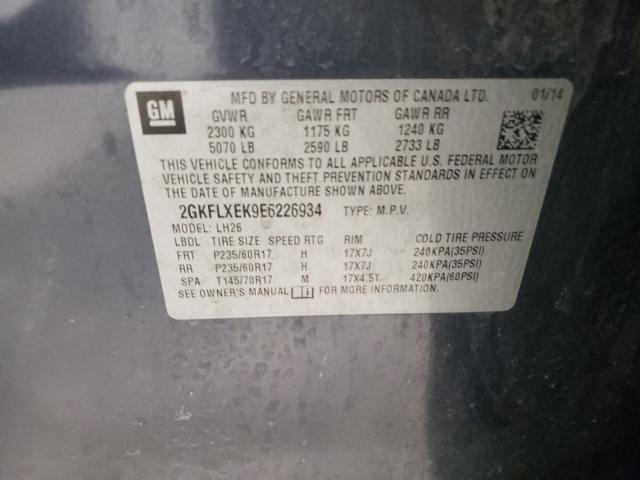 GM
MFD BY GENERAL MOTORS OF CANADA LTD. 01/14
GVWR GAWR FRT GAWR RR
2300 KG 1175 KG 1240 KG
5070 LB 2590 LB 2733 LB
THIS VEHICLE CONFORMS TO ALL APPLICABLE U.S. FEDERAL MOTOR
VEHICLE SAFETY AND THEFT PREVENTION STANDARDS IN EFFECT ON
THE DATE OF MANUFACTURE SHOWN ABOVE.
2GKFLXEK9E6226934 TYPE: M.P.V.
MODEL: LH26
LBDL TIRE SIZE SPEED RTG RIM COLD TIRE PRESSURE
FRT P235/60R17 H 17X7J 240KPA(35PSI)
RR P235/60R17 H 17X7J 240KPA(35PSI)
SPA T145/70R17 M 17X4.5T 420KPA(60PSI)
SEE OWNER'S MANUAL FOR MORE INFORMATION.